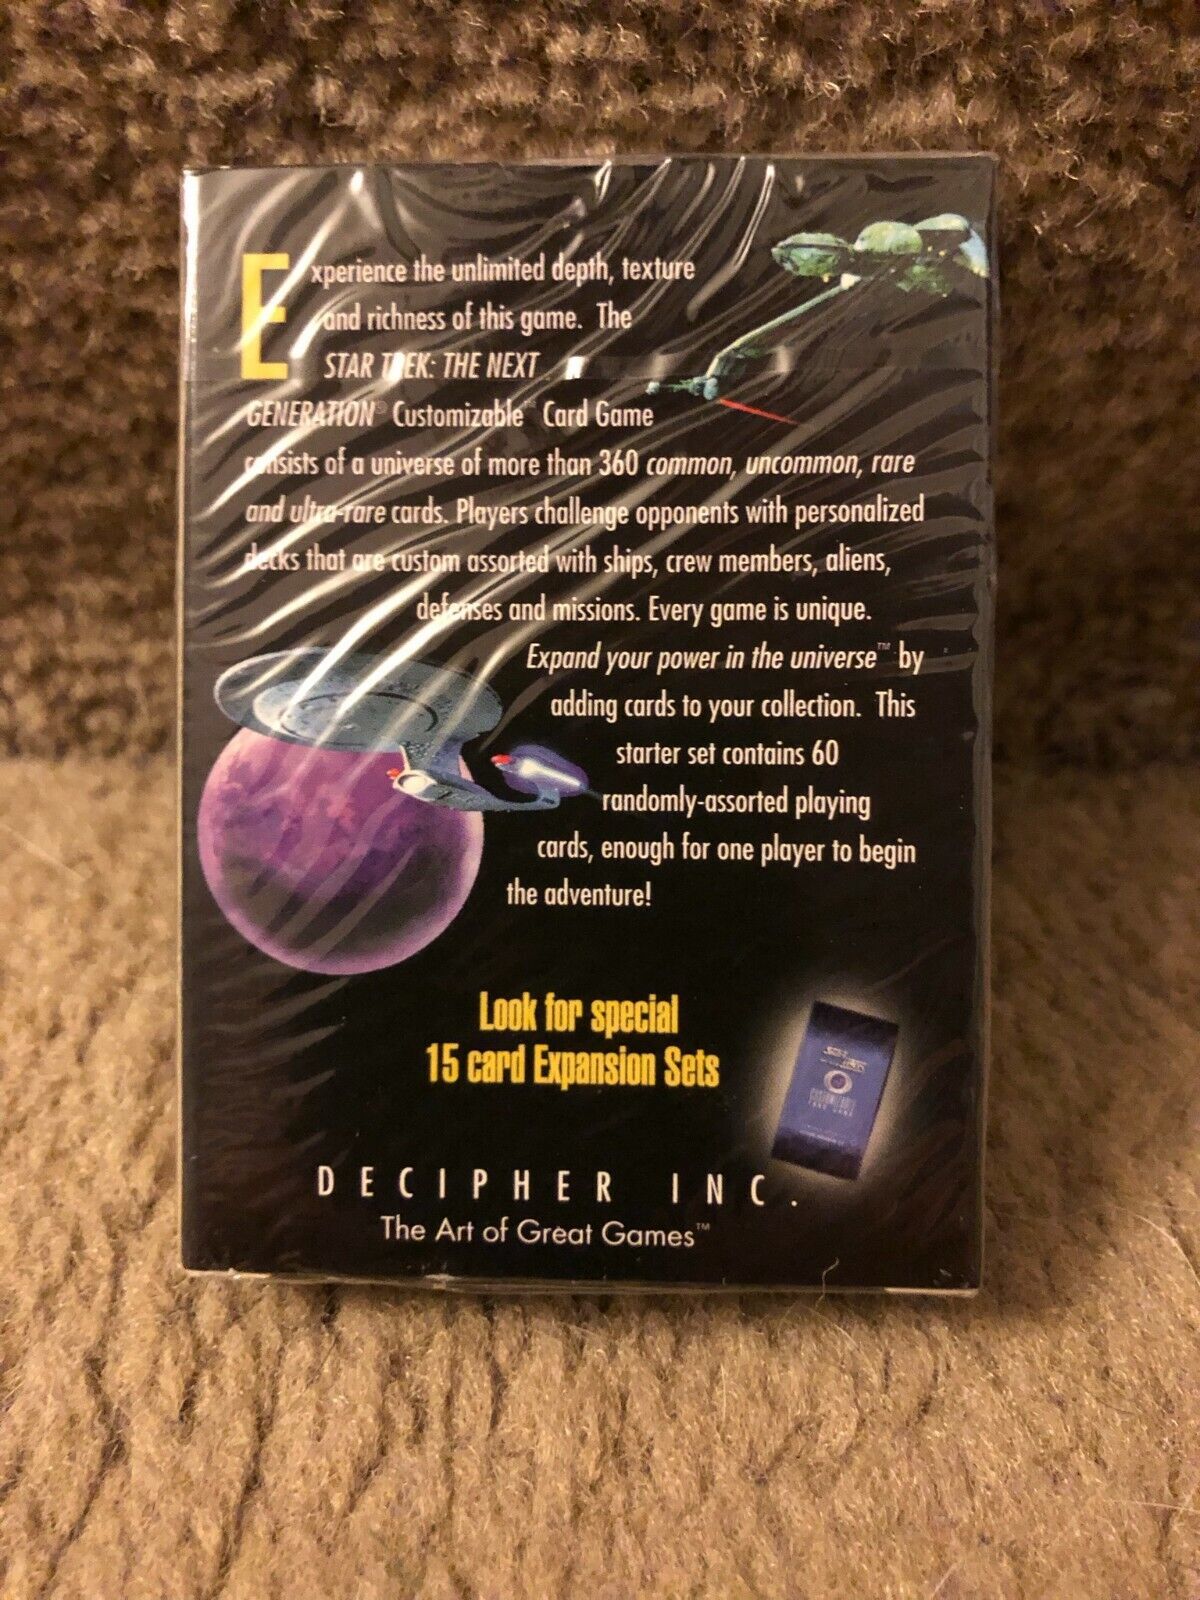 Experience the unlimited depth, texture
and richness of this game. The
STAR TREK: THE NEXT
GENERATION® Customizable™ Card Game
consists of a universe of more than 360 common, uncommon, rare
and ultra-rare cards. Players challenge opponents with personalized
decks that are custom assorted with ships, crew members, aliens,
defenses and missions. Every game is unique.
Expand your power in the universe™ by
adding cards to your collection. This
starter set contains 60
randomly-assorted playing
cards, enough for one player to begin
the adventure!
Look for special
15 card Expansion Sets
STAR TREK
CUSTOMIZABLE
CARD GAME
DECIPHER INC.
The Art of Great Games™